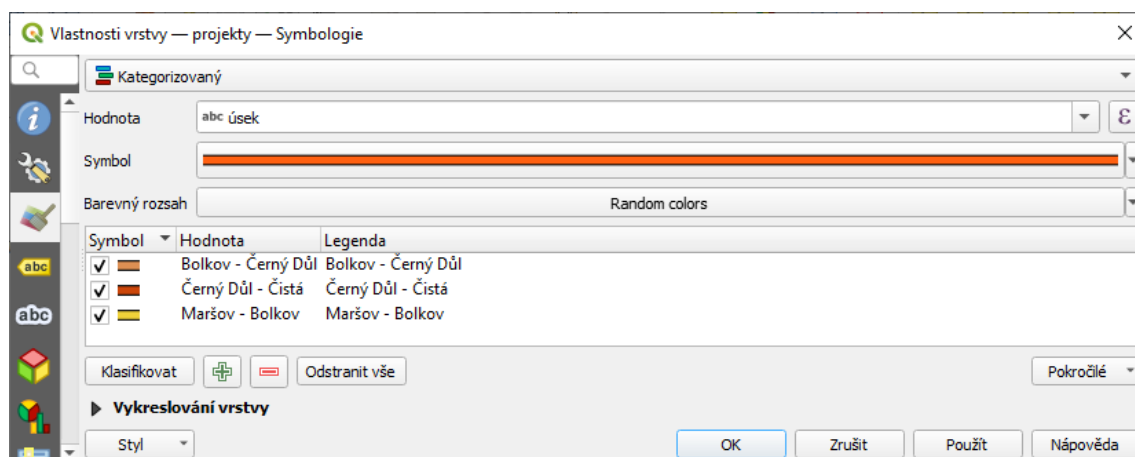 Vlastnosti vrstvy — projekty — Symbologie
Kategorizovaný
Hodnota abc úsek ε
Symbol
Barevný rozsah Random colors
Symbol Hodnota Legenda
Bolkov - Černý Důl Bolkov - Černý Důl
Černý Důl - Čistá Černý Důl - Čistá
Maršov - Bolkov Maršov - Bolkov
abc
abc
Klasifikovat Odstranit vše Pokročilé
Vykreslování vrstvy
Styl OK Zrušit Použít Nápověda